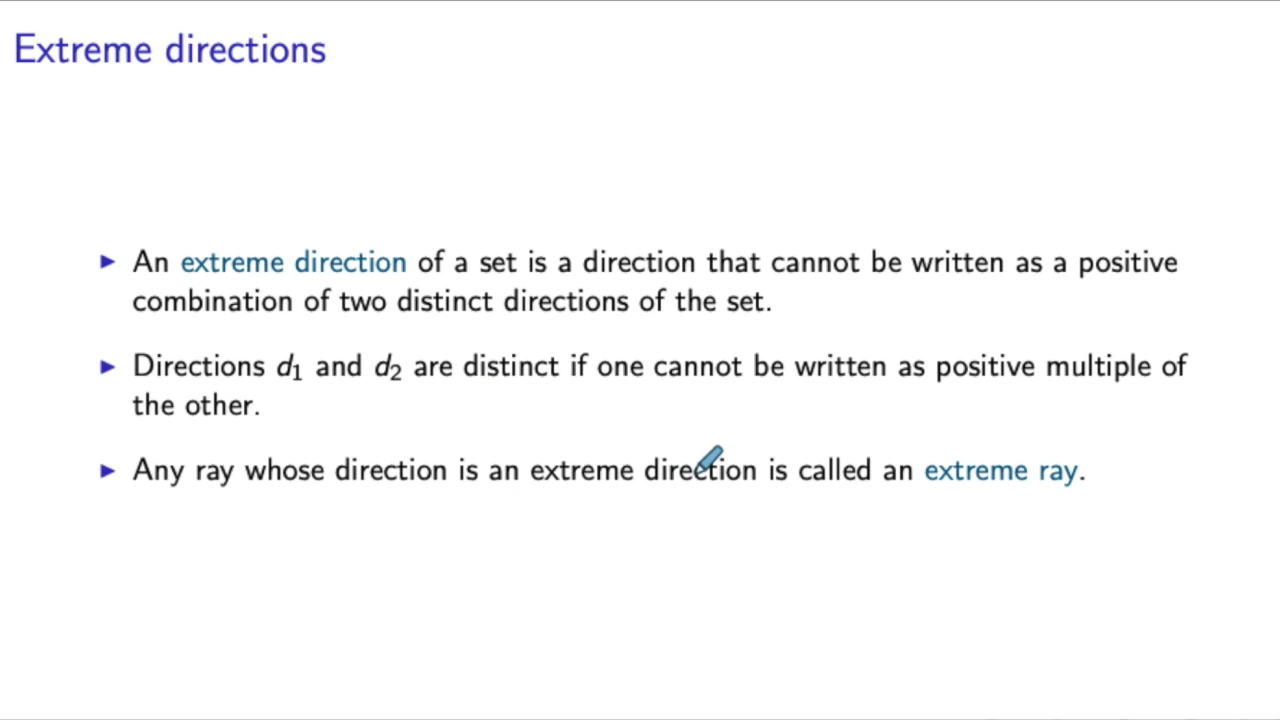 Extreme directions
▶ An extreme direction of a set is a direction that cannot be written as a positive
combination of two distinct directions of the set.
▶ Directions d₁ and d₂ are distinct if one cannot be written as positive multiple of
the other.
▶ Any ray whose direction is an extreme direction is called an extreme ray.